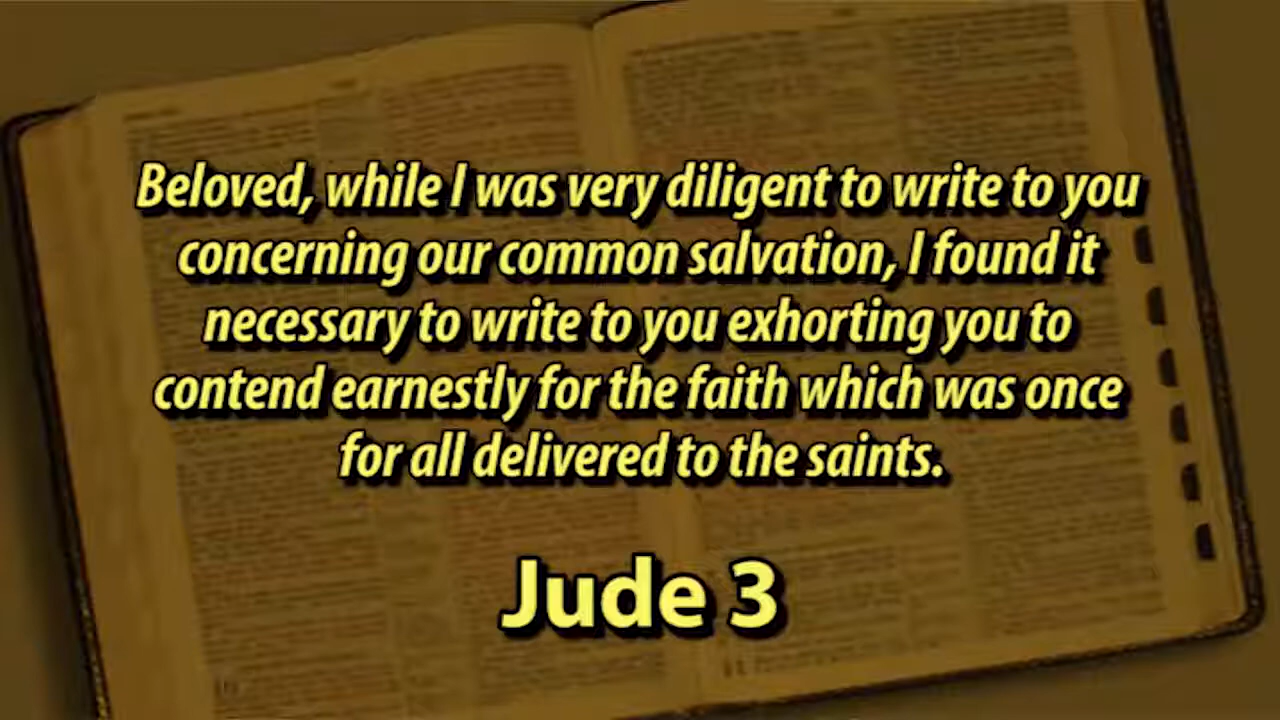 Beloved, while I was very diligent to write to you
concerning our common salvation, I found it
necessary to write to you exhorting you to
contend earnestly for the faith which was once
for all delivered to the saints.
Jude 3